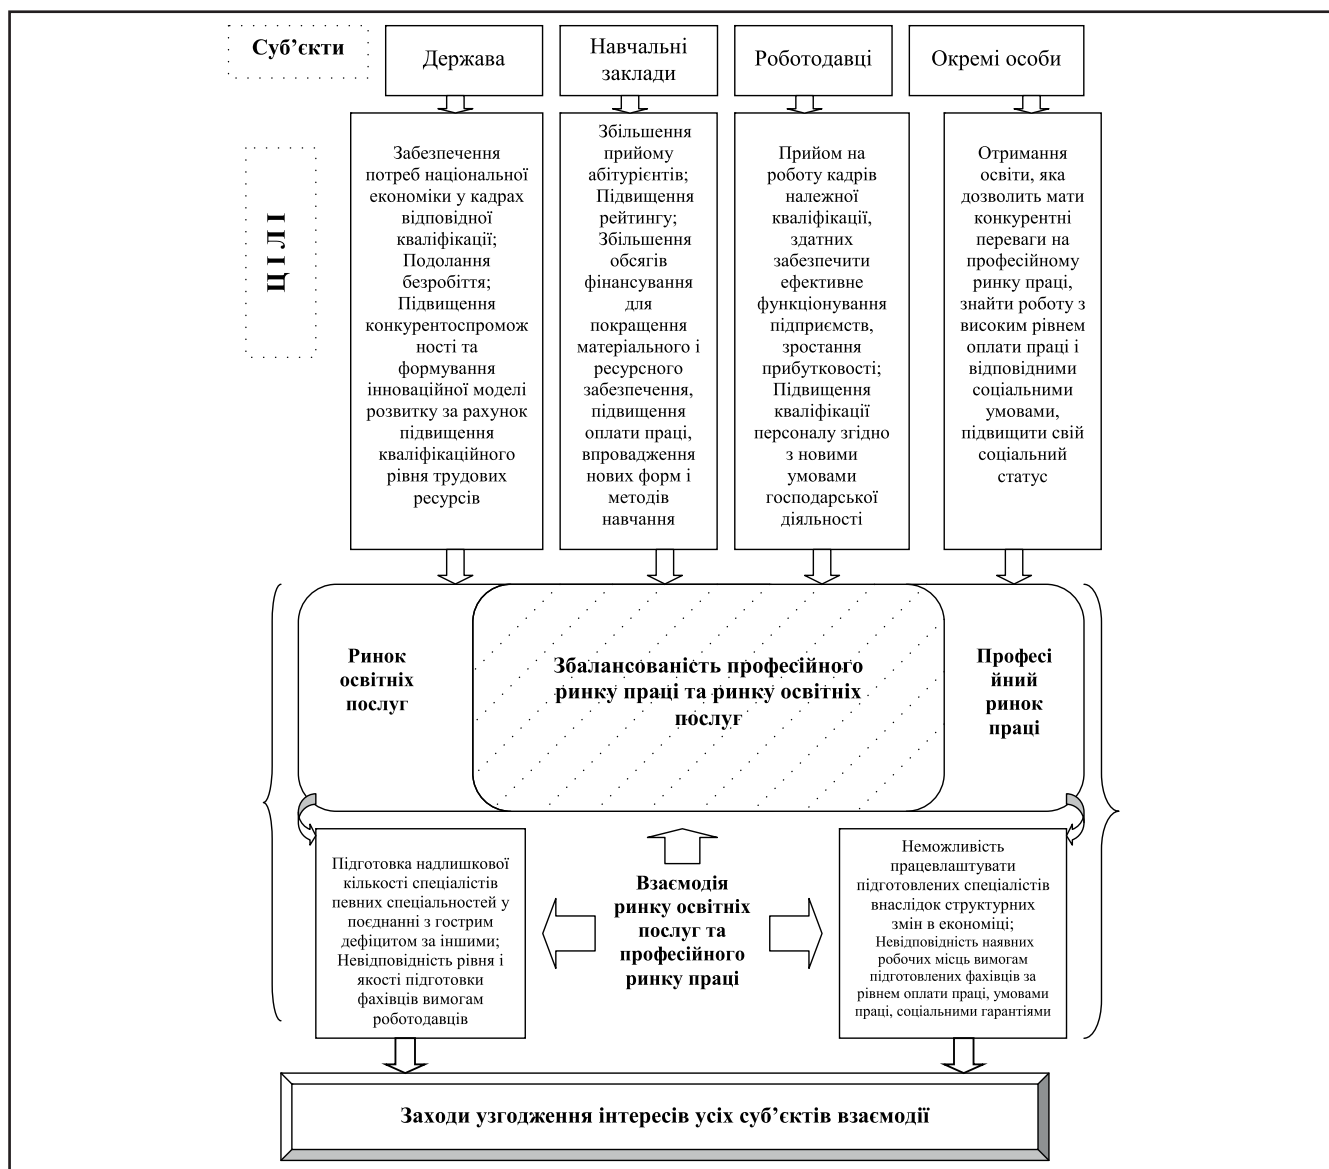 Суб’єкти
Держава
Навчальні
заклади
Роботодавці
Окремі особи
Ц І Л І
Забезпечення
потреб національної
економіки у кадрах
відповідної
кваліфікації;
Подолання
безробіття;
Підвищення
конкурентоспромож
ності та
формування
інноваційної моделі
розвитку за рахунок
підвищення
кваліфікаційного
рівня трудових
ресурсів
Збільшення
прийому
абітурієнтів;
Підвищення
рейтингу;
Збільшення
обсягів
фінансування
для
покращення
матеріального і
ресурсного
забезпечення,
підвищення
оплати праці,
впровадження
нових форм і
методів
навчання
Прийом на
роботу кадрів
належної
кваліфікації,
здатних
забезпечити
ефективне
функціонування
підприємств,
зростання
прибутковості;
Підвищення
кваліфікації
персоналу згідно
з новими
умовами
господарської
діяльності
Отримання
освіти, яка
дозволить мати
конкурентні
переваги на
професійному
ринку праці,
знайти роботу з
високим рівнем
оплати праці і
відповідними
соціальними
умовами,
підвищити свій
соціальний
статус
Ринок
освітніх
послуг
Збалансованість професійного
ринку праці та ринку освітніх
послуг
Професі
йний
ринок
праці
Підготовка надлишкової
кількості спеціалістів
певних спеціальностей у
поєднанні з гострим
дефіцитом за іншими;
Невідповідність рівня і
якості підготовки
фахівців вимогам
роботодавців
Взаємодія
ринку освітніх
послуг та
професійного
ринку праці
Неможливість
працевлаштувати
підготовлених спеціалістів
внаслідок структурних
змін в економіці;
Невідповідність наявних
робочих місць вимогам
підготовлених фахівців за
рівнем оплати праці, умовами
праці, соціальними гарантіями
Заходи узгодження інтересів усіх суб’єктів взаємодії